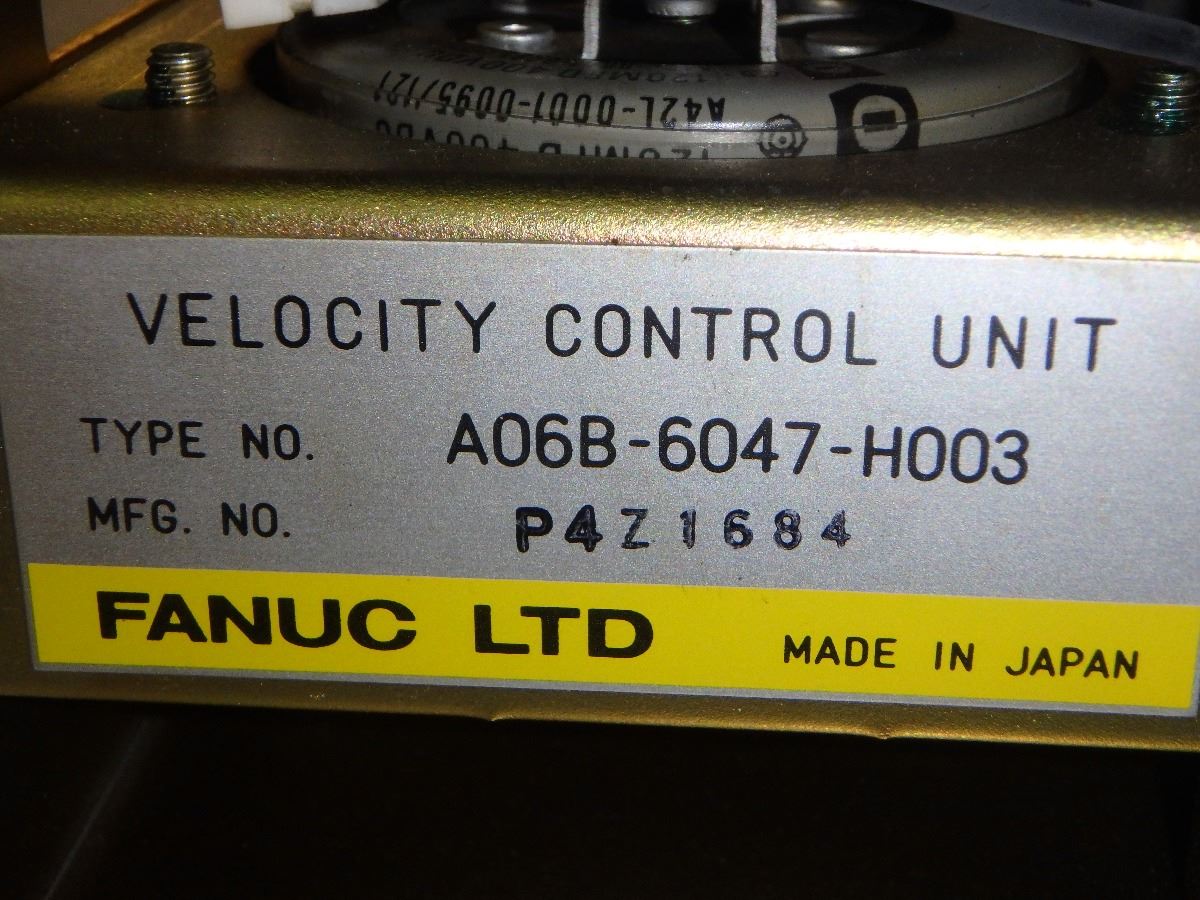 A42L-0001-0095/121
VELOCITY CONTROL UNIT
TYPE NO. A06B-6047-H003
MFG. NO. P4Z1684
FANUC LTD MADE IN JAPAN